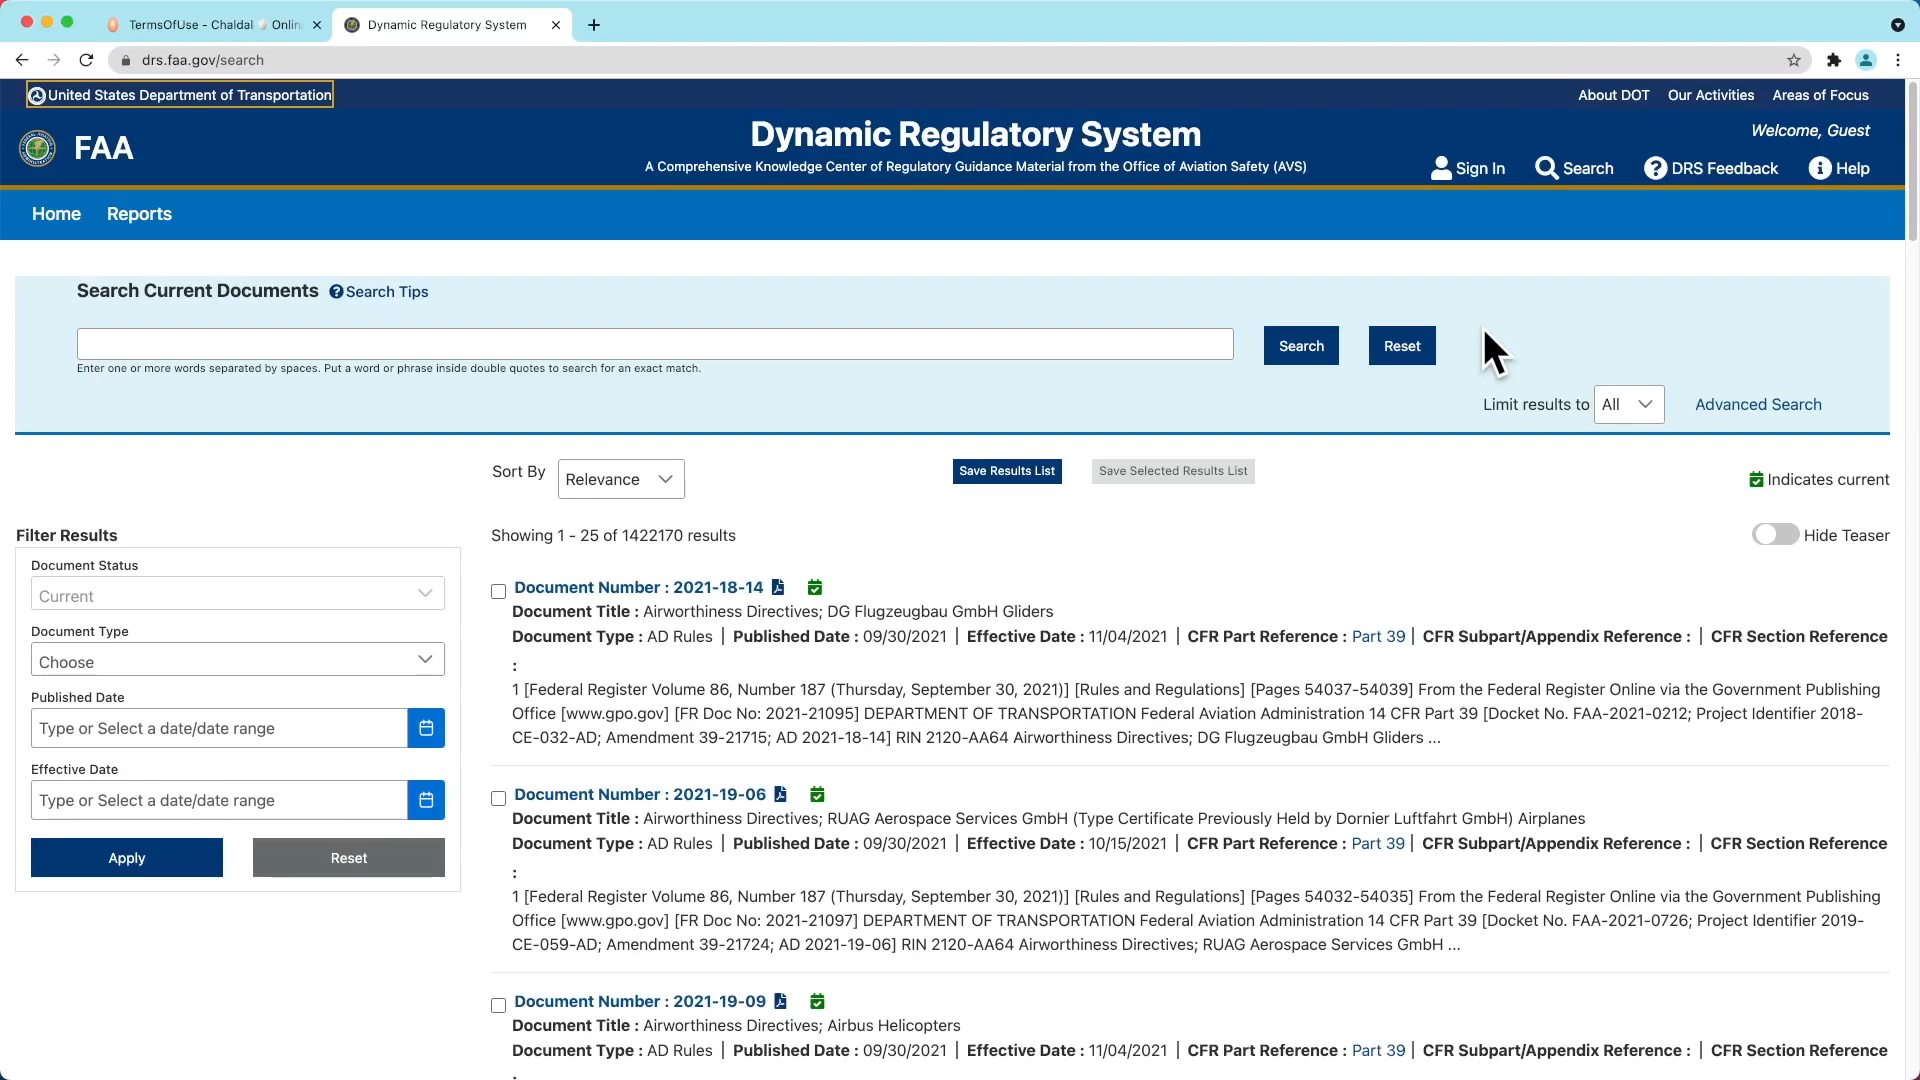 TermsOfUse - Chaldal Onlin
Dynamic Regulatory System
drs.faa.gov/search
United States Department of Transportation
About DOT Our Activities Areas of Focus
FAA
Dynamic Regulatory System
A Comprehensive Knowledge Center of Regulatory Guidance Material from the Office of Aviation Safety (AVS)
Welcome, Guest
Sign In Search DRS Feedback Help
Home Reports
Search Current Documents Search Tips
Search Reset
Enter one or more words separated by spaces. Put a word or phrase inside double quotes to search for an exact match.
Limit results to All Advanced Search
Sort By Relevance Save Results List Save Selected Results List Indicates current
Showing 1 - 25 of 1422170 results Hide Teaser
Filter Results
Document Status
Current
Document Type
Choose
Published Date
Type or Select a date/date range
Effective Date
Type or Select a date/date range
Apply Reset
Document Number : 2021-18-14
Document Title : Airworthiness Directives; DG Flugzeugbau GmbH Gliders
Document Type : AD Rules | Published Date : 09/30/2021 | Effective Date : 11/04/2021 | CFR Part Reference : Part 39 | CFR Subpart/Appendix Reference : | CFR Section Reference
:
1 [Federal Register Volume 86, Number 187 (Thursday, September 30, 2021)] [Rules and Regulations] [Pages 54037-54039] From the Federal Register Online via the Government Publishing
Office [www.gpo.gov] [FR Doc No: 2021-21095] DEPARTMENT OF TRANSPORTATION Federal Aviation Administration 14 CFR Part 39 [Docket No. FAA-2021-0212; Project Identifier 2018-
CE-032-AD; Amendment 39-21715; AD 2021-18-14] RIN 2120-AA64 Airworthiness Directives; DG Flugzeugbau GmbH Gliders ...
Document Number : 2021-19-06
Document Title : Airworthiness Directives; RUAG Aerospace Services GmbH (Type Certificate Previously Held by Dornier Luftfahrt GmbH) Airplanes
Document Type : AD Rules | Published Date : 09/30/2021 | Effective Date : 10/15/2021 | CFR Part Reference : Part 39 | CFR Subpart/Appendix Reference : | CFR Section Reference
:
1 [Federal Register Volume 86, Number 187 (Thursday, September 30, 2021)] [Rules and Regulations] [Pages 54032-54035] From the Federal Register Online via the Government Publishing
Office [www.gpo.gov] [FR Doc No: 2021-21097] DEPARTMENT OF TRANSPORTATION Federal Aviation Administration 14 CFR Part 39 [Docket No. FAA-2021-0726; Project Identifier 2019-
CE-059-AD; Amendment 39-21724; AD 2021-19-06] RIN 2120-AA64 Airworthiness Directives; RUAG Aerospace Services GmbH ...
Document Number : 2021-19-09
Document Title : Airworthiness Directives; Airbus Helicopters
Document Type : AD Rules | Published Date : 09/30/2021 | Effective Date : 11/04/2021 | CFR Part Reference : Part 39 | CFR Subpart/Appendix Reference : | CFR Section Reference